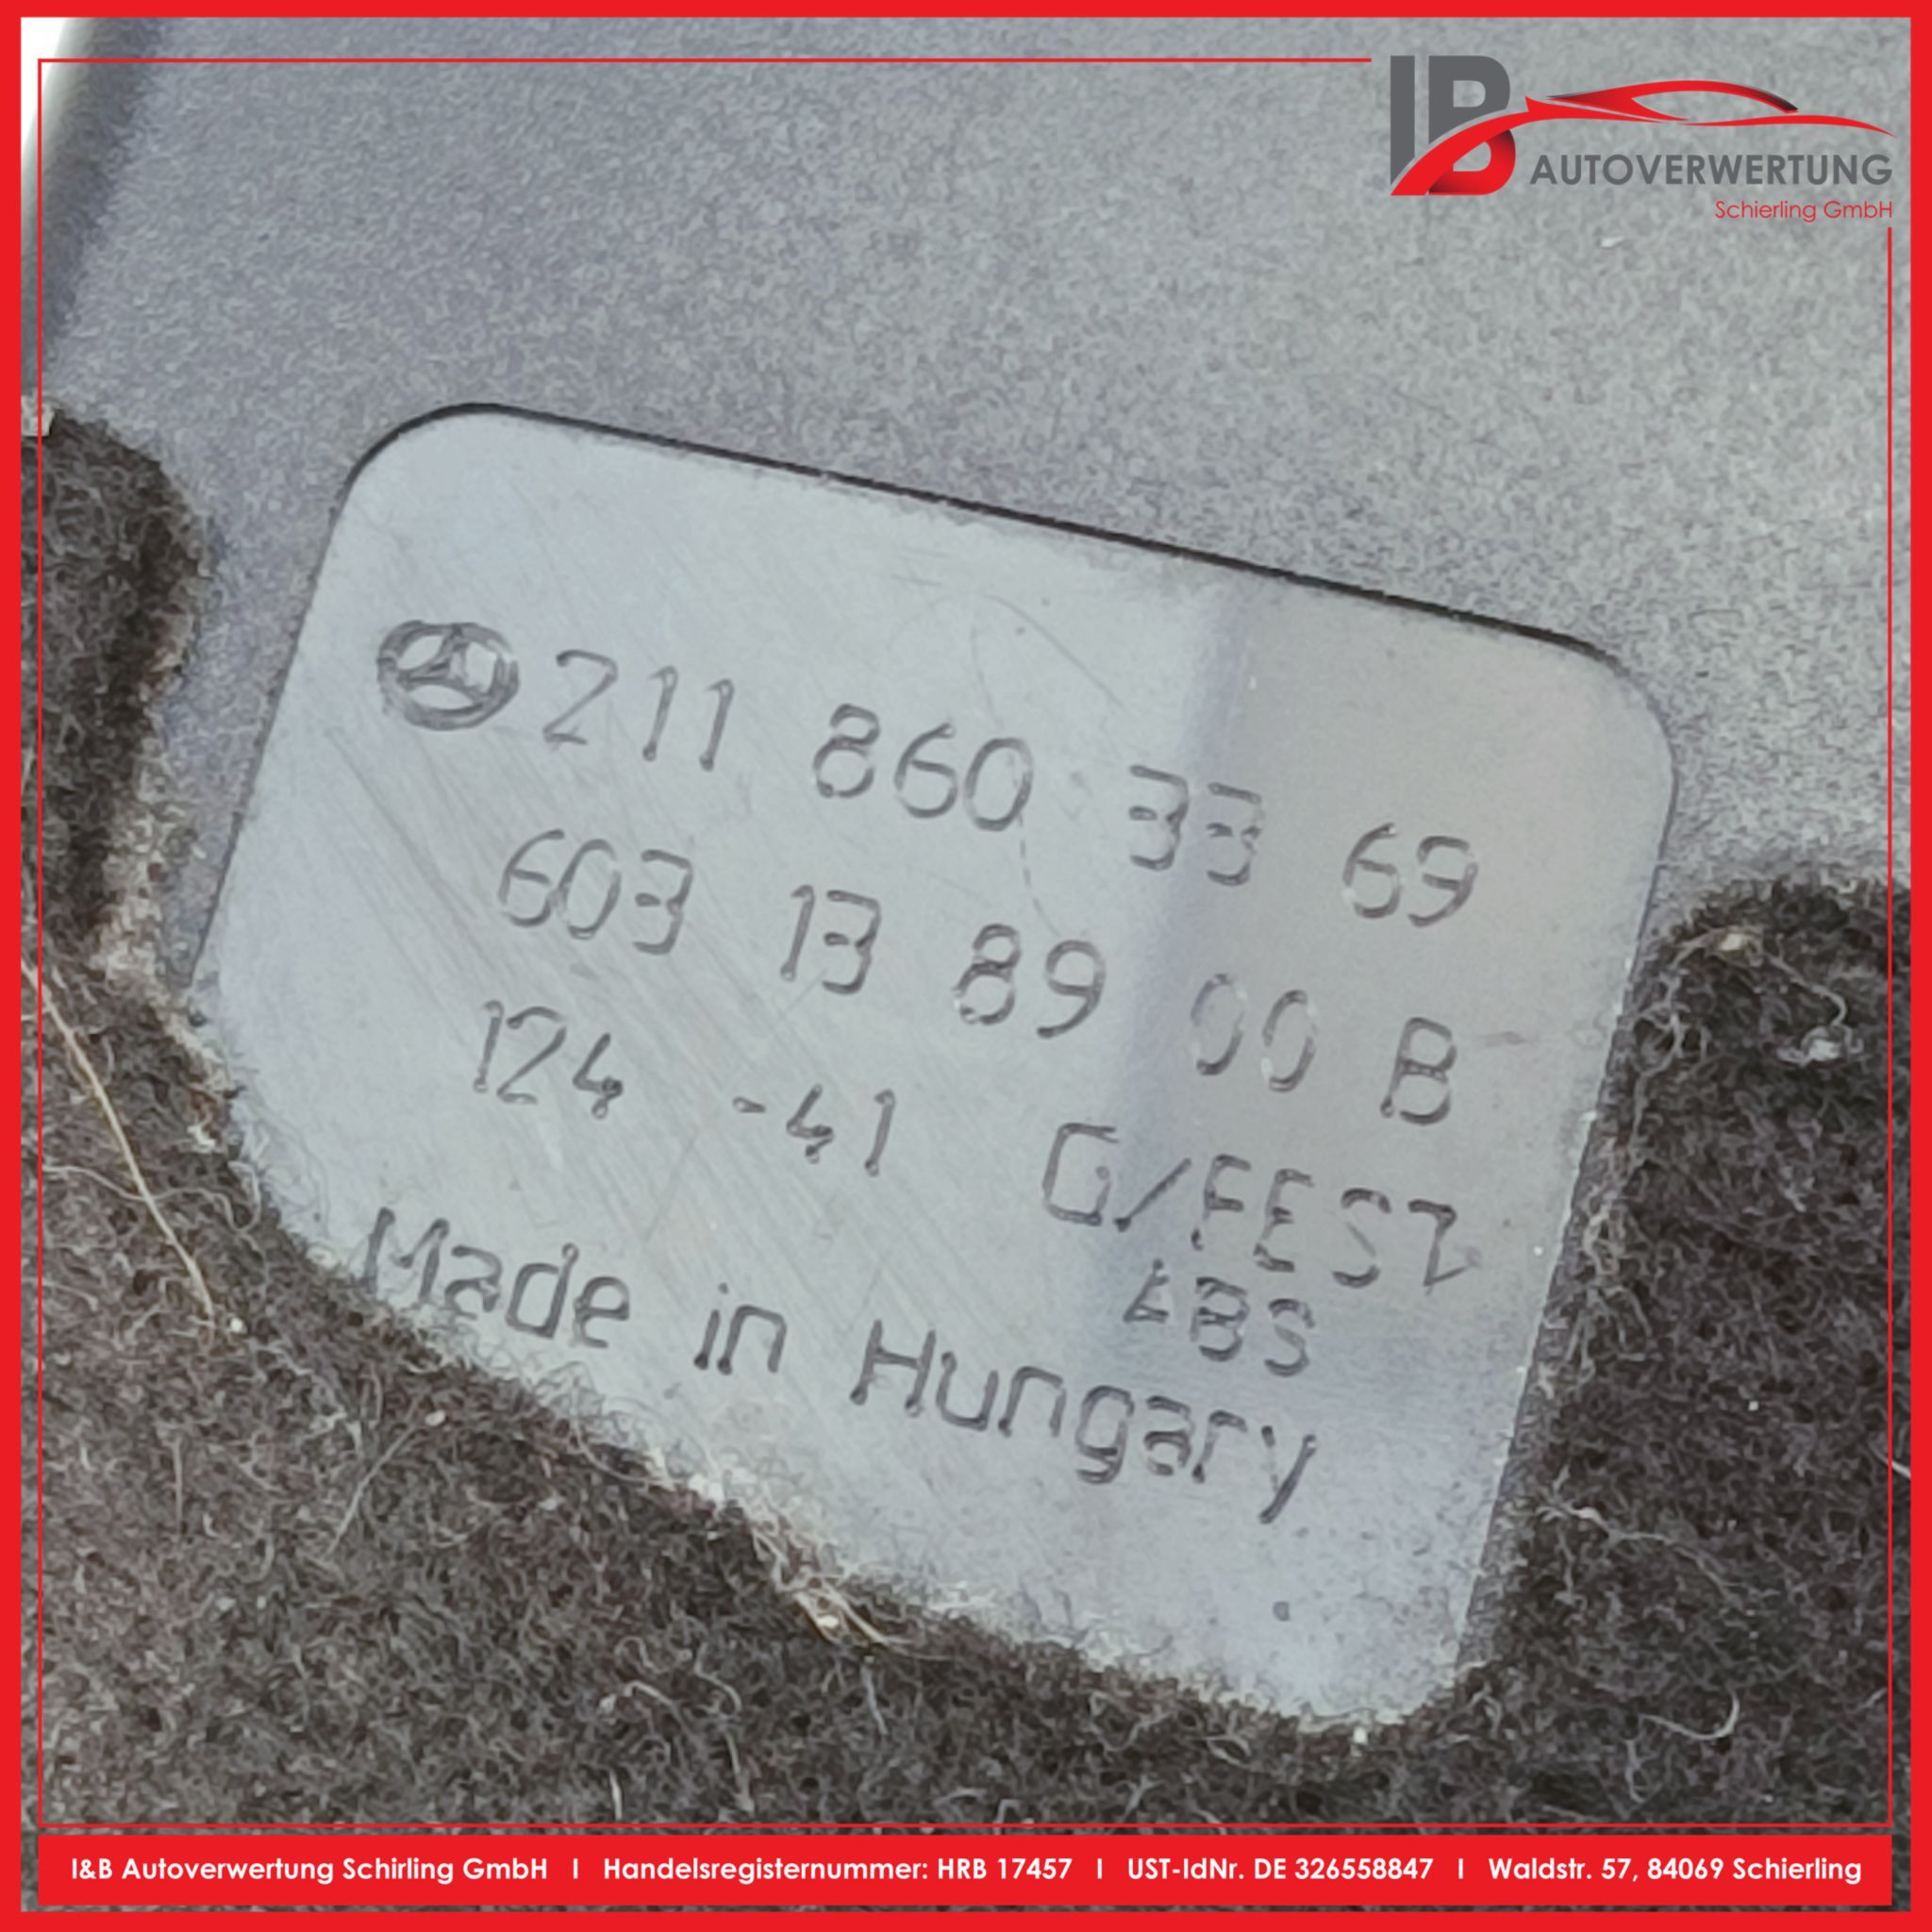 IB
AUTOVERWERTUNG
Schierling GmbH
211 860 33 69
603 13 89 00 B
124 -41 G/FEST
ABS
Made in Hungary
I&B Autoverwertung Schirling GmbH I Handelsregisternummer: HRB 17457 I UST-IdNr. DE 326558847 I Waldstr. 57, 84069 Schierling